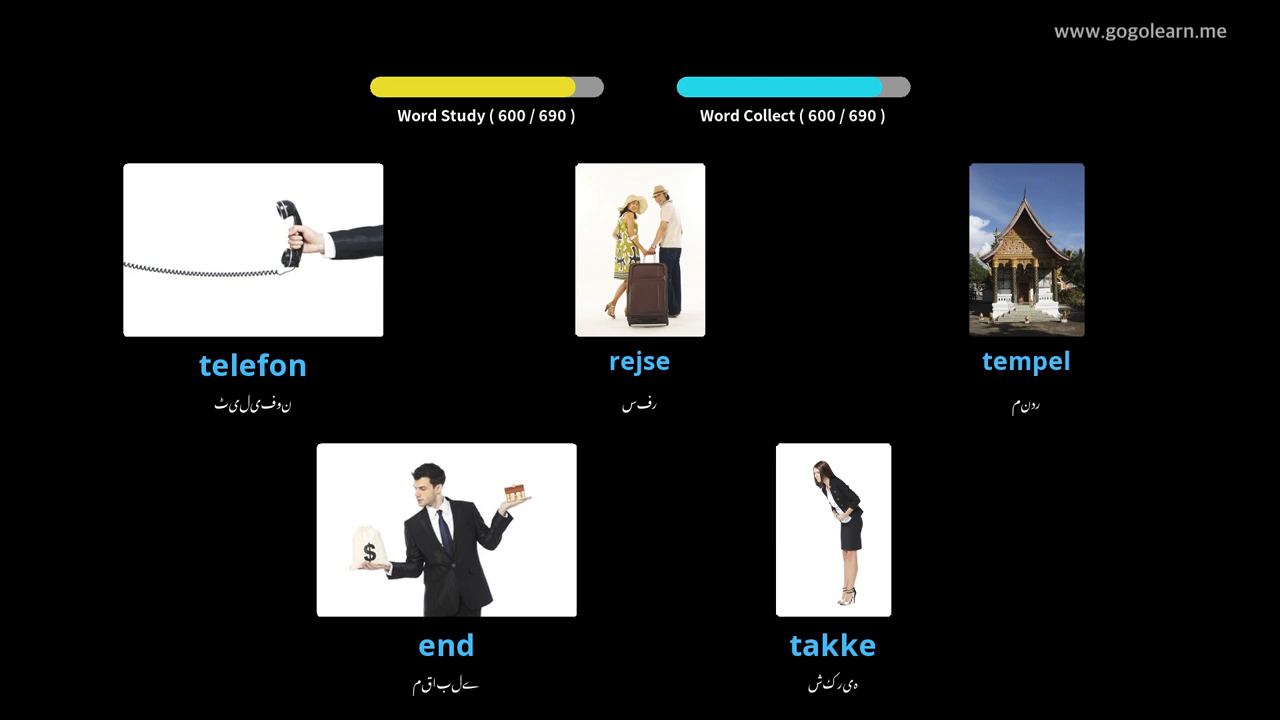 www.gogolearn.me
Word Study ( 600 / 690 )
Word Collect ( 600 / 690 )
telefon
ٹیلیفون
rejse
سفر
tempel
مندر
end
مقابلے
takke
شکریہ